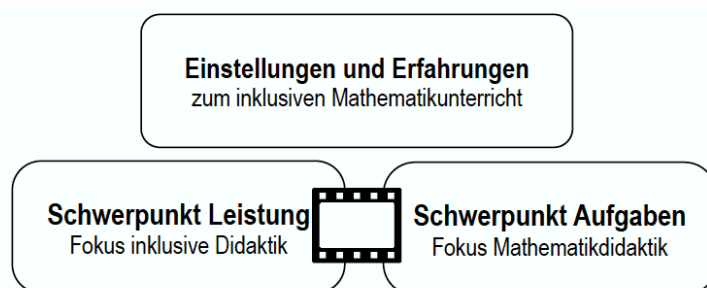 Einstellungen und Erfahrungen
zum inklusiven Mathematikunterricht
Schwerpunkt Leistung
Fokus inklusive Didaktik
Schwerpunkt Aufgaben
Fokus Mathematikdidaktik